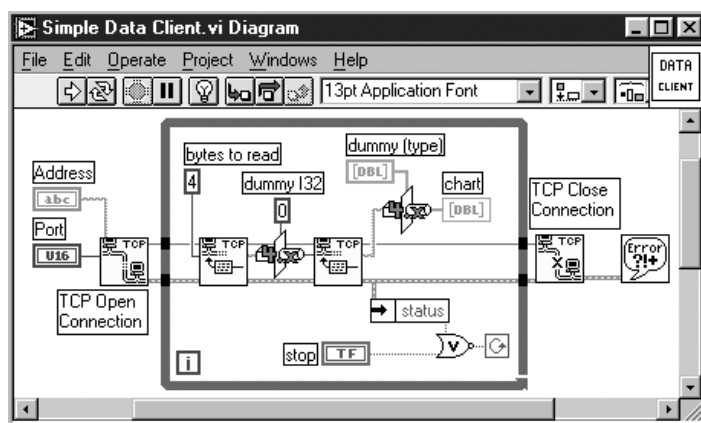 Simple Data Client.vi Diagram
File Edit Operate Project Windows Help
DATA
CLIENT
13pt Application Font
Address
abc
Port
U16
TCP
TCP Open
Connection
bytes to read
4
TCP
dummy I32
0
TCP
dummy (type)
[DBL]
chart
[DBL]
status
stop
TF
V
i
TCP Close
Connection
TCP
Error
?!+